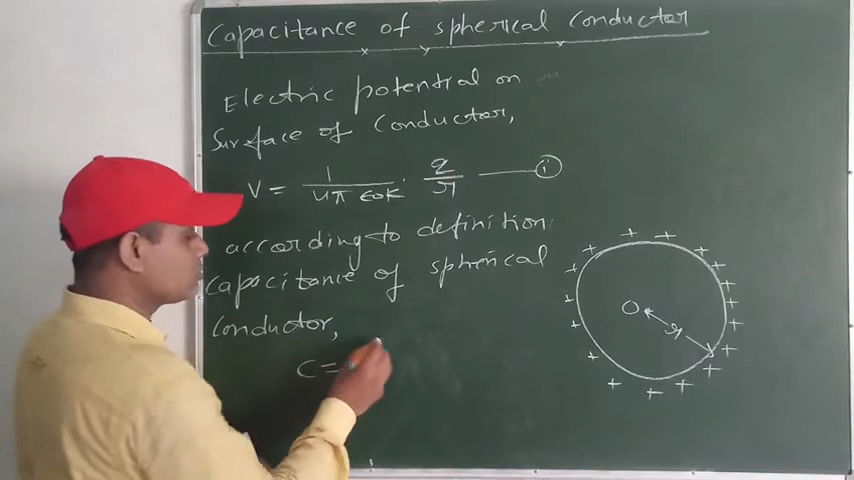 Capacitance of spherical conductor
Electric potential on
Surface of conductor,
V = 1/4π ϵ0K · q/r — (i)
according to definition
capacitance of spherical
conductor,
C =
O r
+ + + + + + + + + + + + + + + + + + +